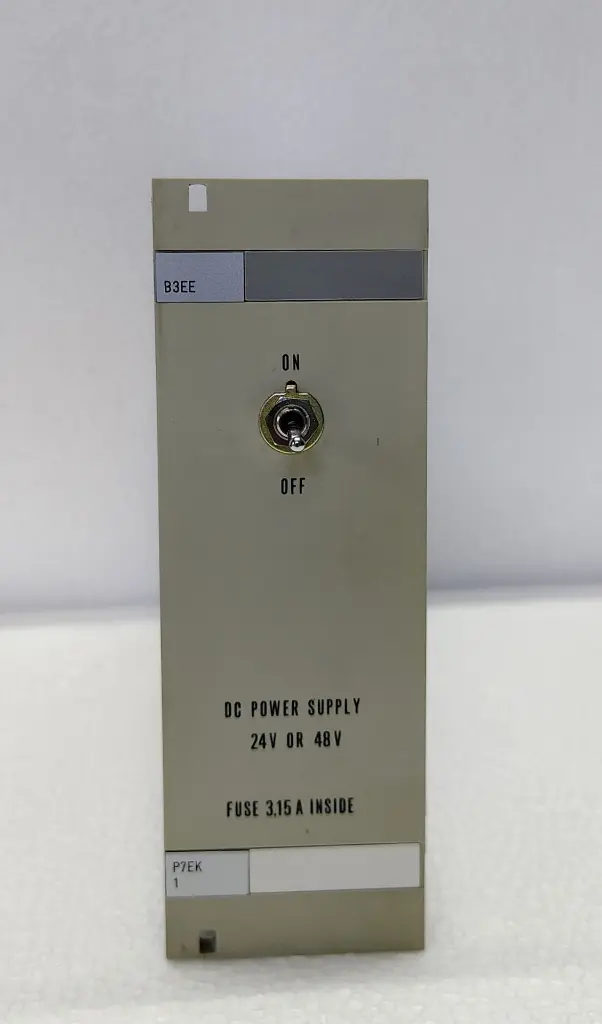 B3EE
ON
OFF
DC POWER SUPPLY
24V OR 48V
FUSE 3,15 A INSIDE
P7EK
1